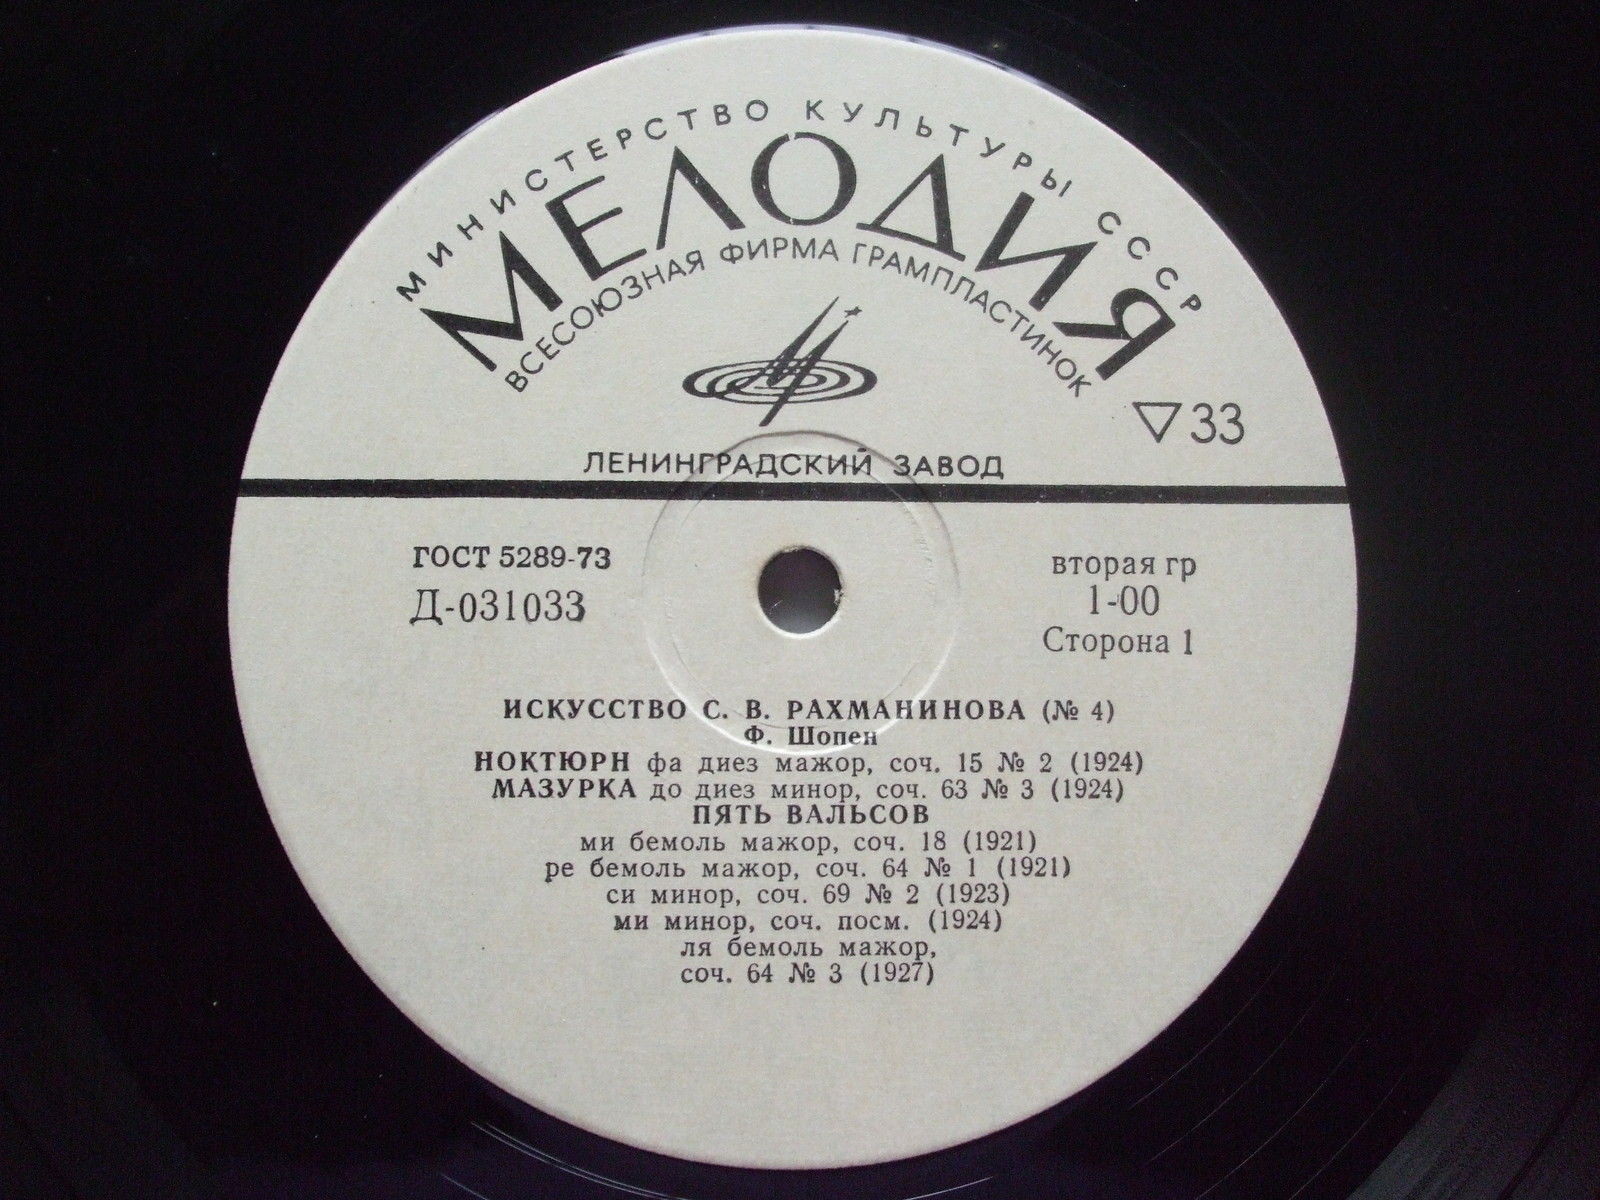 МИНИСТЕРСТВО КУЛЬТУРЫ СССР
МЕЛОДИЯ
ВСЕСОЮЗНАЯ ФИРМА ГРАМПЛАСТИНОК
33
ЛЕНИНГРАДСКИЙ ЗАВОД
ГОСТ 5289-73
Д-031033
вторая гр
1-00
Сторона 1
ИСКУССТВО С. В. РАХМАНИНОВА (№ 4)
Ф. Шопен
НОКТЮРН фа диез мажор, соч. 15 № 2 (1924)
МАЗУРКА до диез минор, соч. 63 № 3 (1924)
ПЯТЬ ВАЛЬСОВ
ми бемоль мажор, соч. 18 (1921)
ре бемоль мажор, соч. 64 № 1 (1921)
си минор, соч. 69 № 2 (1923)
ми минор, соч. посм. (1924)
ля бемоль мажор,
соч. 64 № 3 (1927)